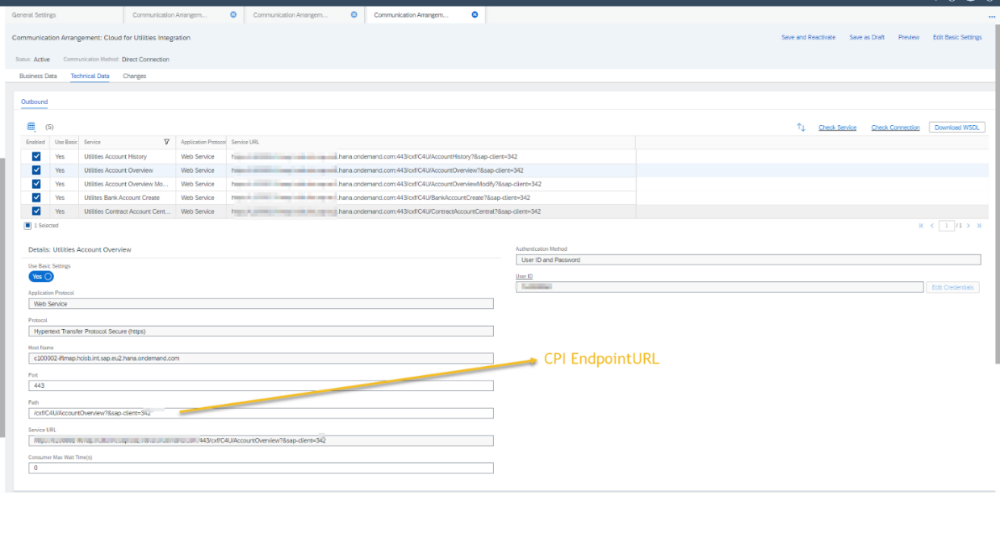 General Settings
Communication Arrangem...
Communication Arrangem...
Communication Arrangem...
Communication Arrangement: Cloud for Utilities Integration
Save and Reactivate
Save as Draft
Preview
Edit Basic Settings
Status: Active
Communication Method: Direct Connection
Business Data
Technical Data
Changes
Outbound
(5)
Check Service
Check Connection
Download WSDL
Enabled Use Basic Service Application Protocol Service URL
Yes Utilities Account History Web Service .hana.ondemand.com:443/cxf/C4U/AccountHistory?&sap-client=342
Yes Utilities Account Overview Web Service .hana.ondemand.com:443/cxf/C4U/AccountOverview?&sap-client=342
Yes Utilities Account Overview Mo... Web Service .hana.ondemand.com:443/cxf/C4U/AccountOverviewModify?&sap-client=342
Yes Utilites Bank Account Create Web Service .hana.ondemand.com:443/cxf/C4U/BankAccountCreate?&sap-client=342
Yes Utilities Contract Account Cent... Web Service .hana.ondemand.com:443/cxf/C4U/ContractAccountCentral?&sap-client=342
1 Selected
1 /1
Details: Utilities Account Overview
Use Basic Settings
Yes
Application Protocol
Web Service
Protocol
Hypertext Transfer Protocol Secure (https)
Host Name
c100002-iflmap.hcisb.int.sap.eu2.hana.ondemand.com
Port
443
Path
/cxf/C4U/AccountOverview?&sap-client=342
Service URL
/443/cxf/C4U/AccountOverview?&sap-client=342
Consumer Max Wait Time(s)
0
Authentication Method
User ID and Password
User ID
Edit Credentials
CPI EndpointURL